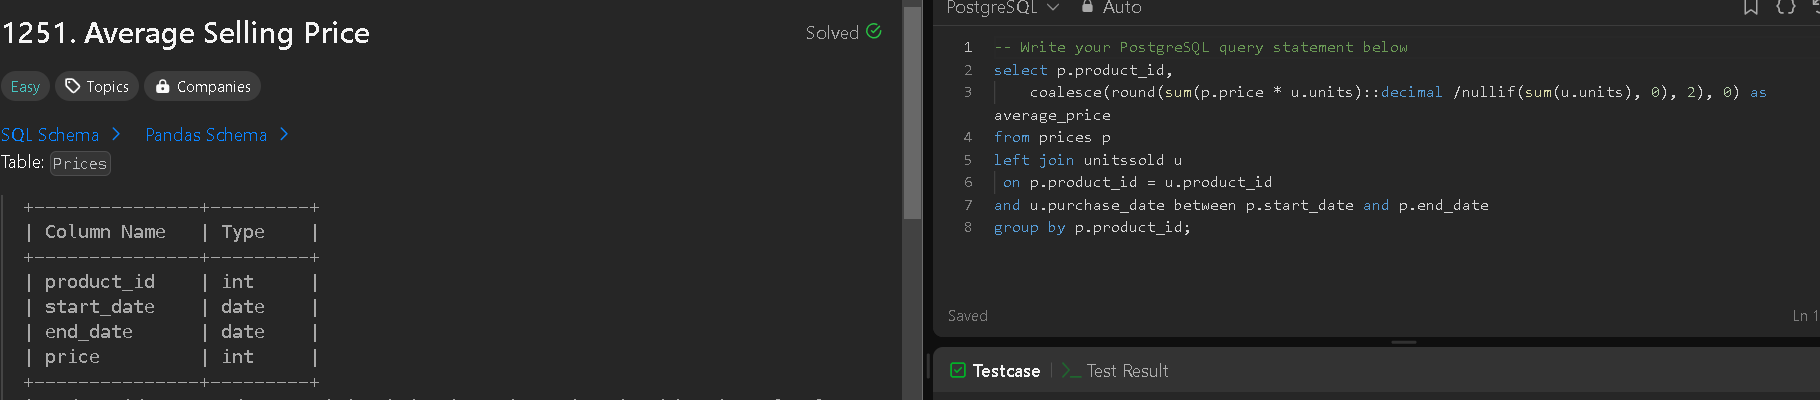 1251. Average Selling Price
Solved
Easy Topics Companies
SQL Schema > Pandas Schema >
Table: Prices
+---------------+---------+
| Column Name   | Type    |
+---------------+---------+
| product_id    | int     |
| start_date    | date    |
| end_date      | date    |
| price         | int     |
+---------------+---------+
PostgreSQL Auto
1 -- Write your PostgreSQL query statement below
2 select p.product_id,
3     coalesce(round(sum(p.price * u.units)::decimal /nullif(sum(u.units), 0), 2), 0) as
average_price
4 from prices p
5 left join unitssold u
6  on p.product_id = u.product_id
7 and u.purchase_date between p.start_date and p.end_date
8 group by p.product_id;
Saved
Ln 1
Testcase
Test Result